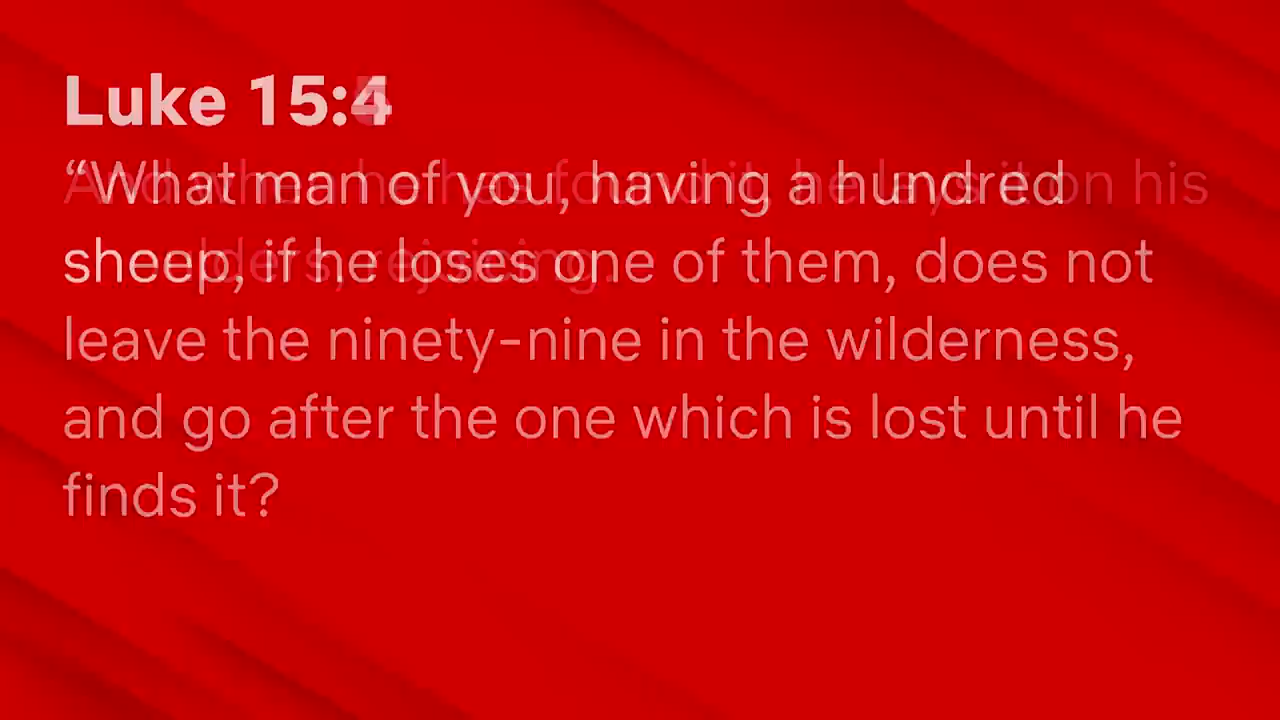 Luke 15:4
“What man of you, having a hundred
sheep, if he loses one of them, does not
leave the ninety-nine in the wilderness,
and go after the one which is lost until he
finds it?